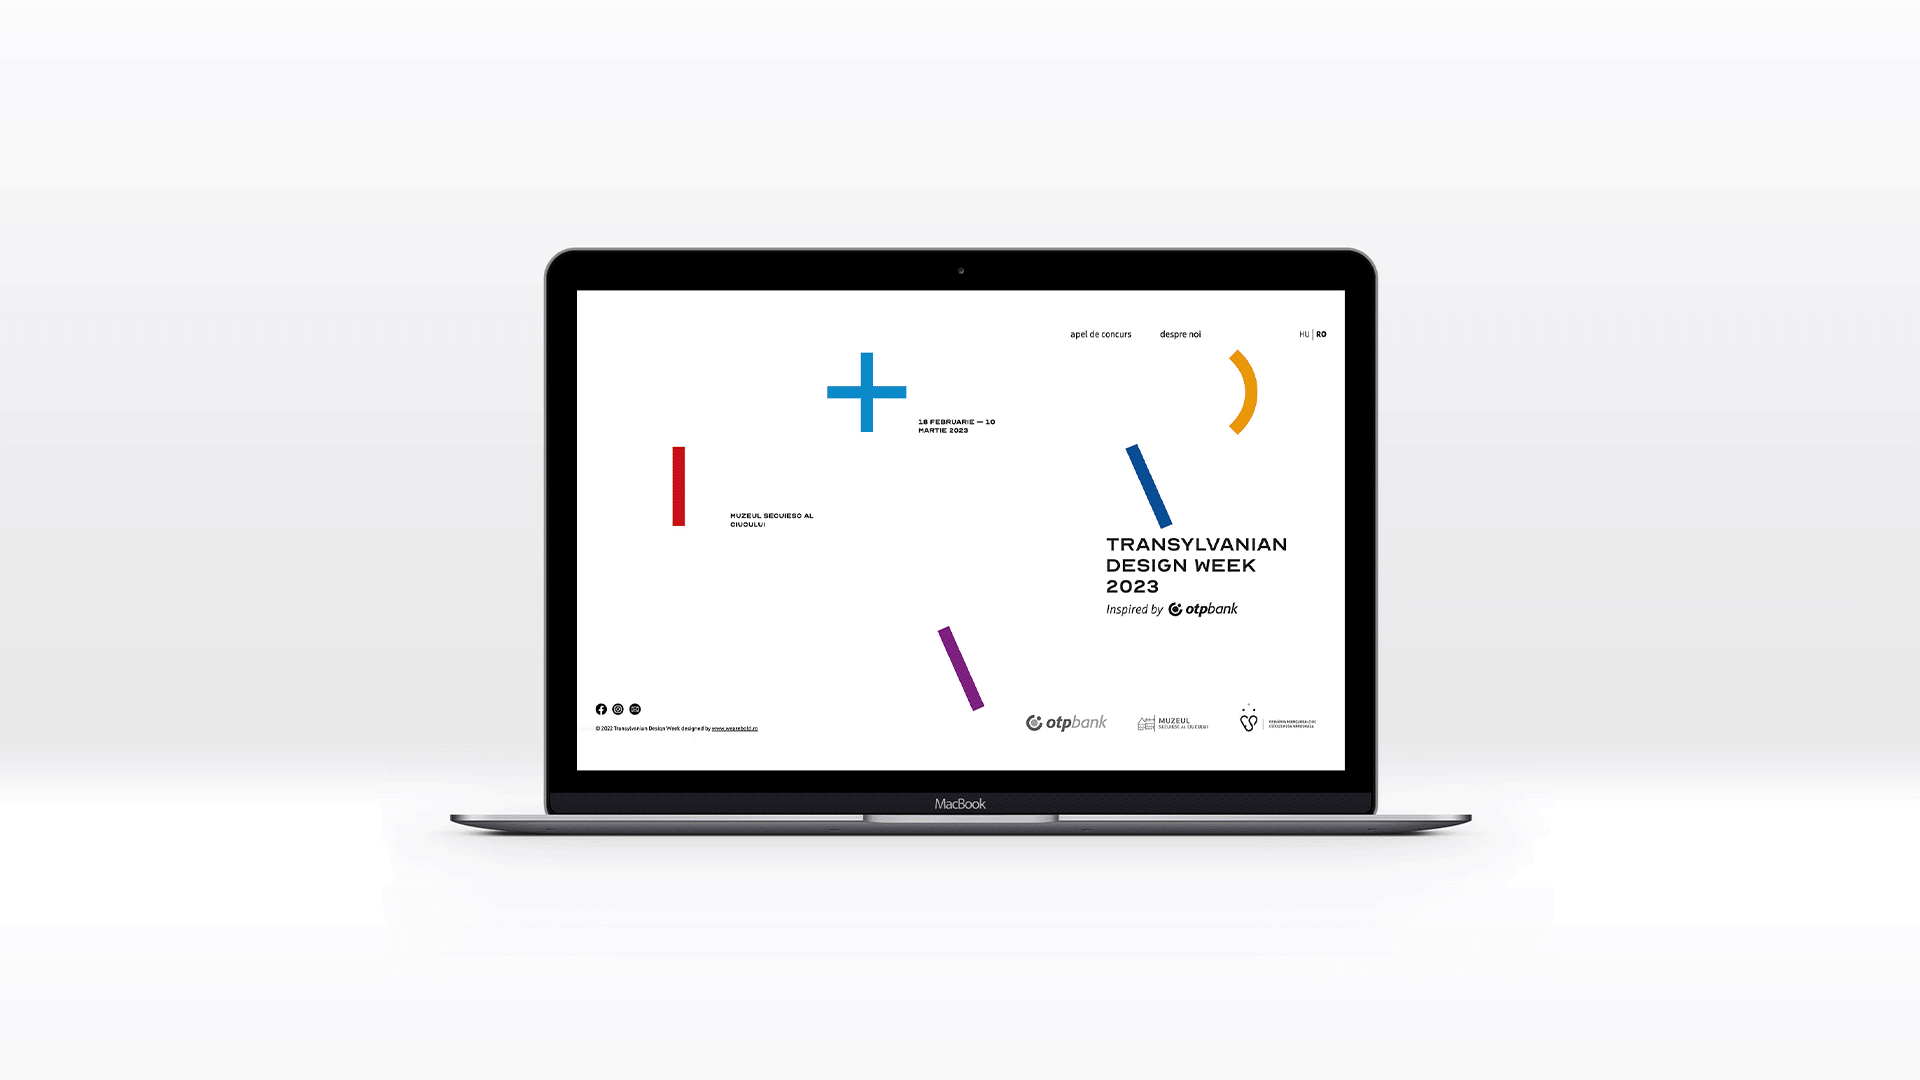 apel de concurs
despre noi
HU | RO
18 FEBRUARIE — 10
MARTIE 2023
MUZEUL SECUIESC AL
CIUCULUI
TRANSYLVANIAN
DESIGN WEEK
2023
Inspired by otpbank
© 2022 Transylvanian Design Week designed by www.wearebold.ro
otpbank
MUZEUL
SECUIESC AL CIUCULUI
MacBook